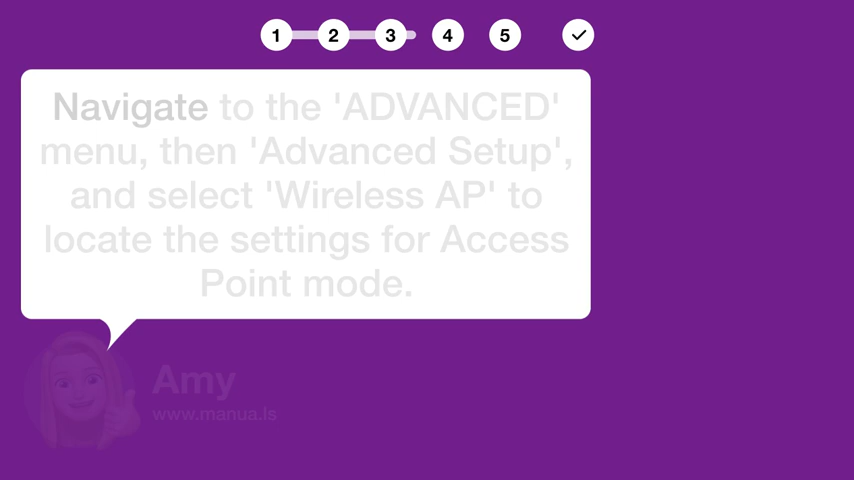 1 2 3 4 5
Navigate to the 'ADVANCED'
menu, then 'Advanced Setup',
and select 'Wireless AP' to
locate the settings for Access
Point mode.
Amy
www.manua.ls